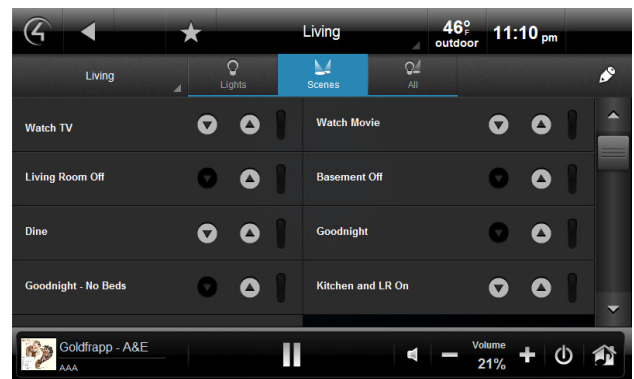 Living
46°F
outdoor
11:10 pm
Living
Lights
Scenes
All
Watch TV
Watch Movie
Living Room Off
Basement Off
Dine
Goodnight
Goodnight - No Beds
Kitchen and LR On
Goldfrapp - A&E
AAA
Volume
21%